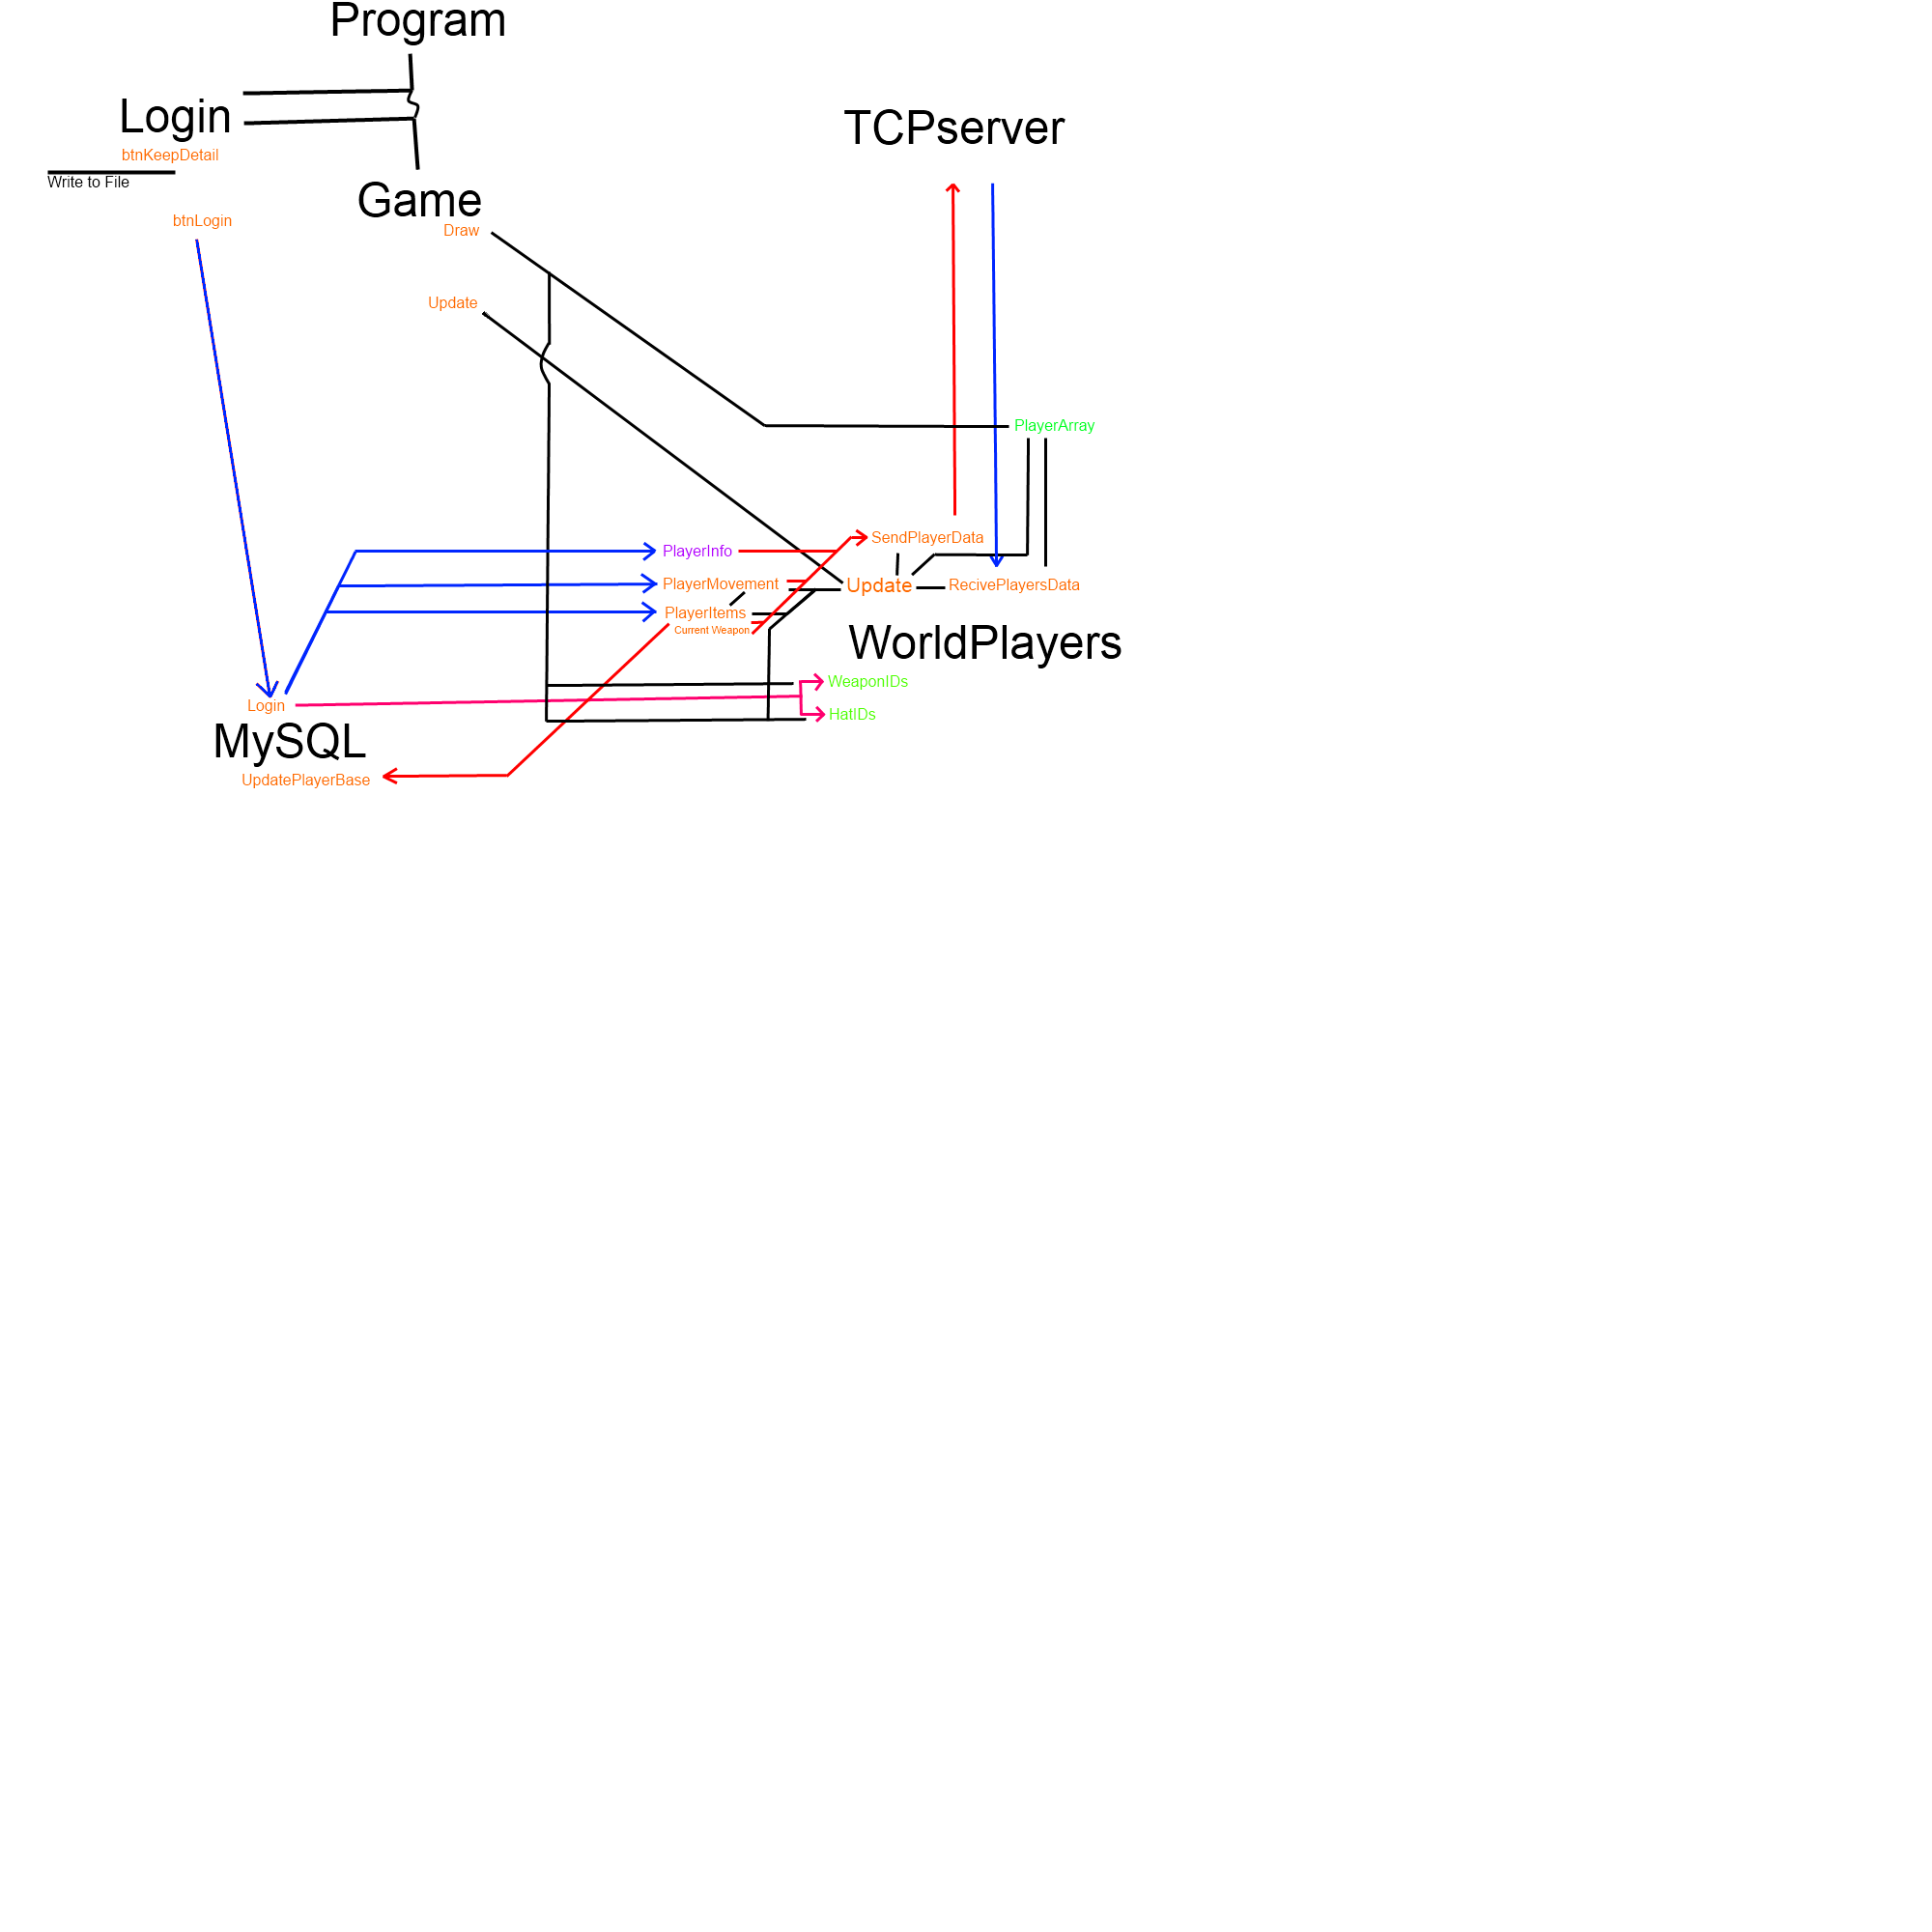 Program
Login
TCPserver
btnKeepDetail
Write to File
Game
btnLogin
Draw
Update
PlayerArray
SendPlayerData
PlayerInfo
PlayerMovement
Update
RecivePlayersData
PlayerItems
Current Weapon
WorldPlayers
WeaponIDs
Login
HatIDs
MySQL
UpdatePlayerBase